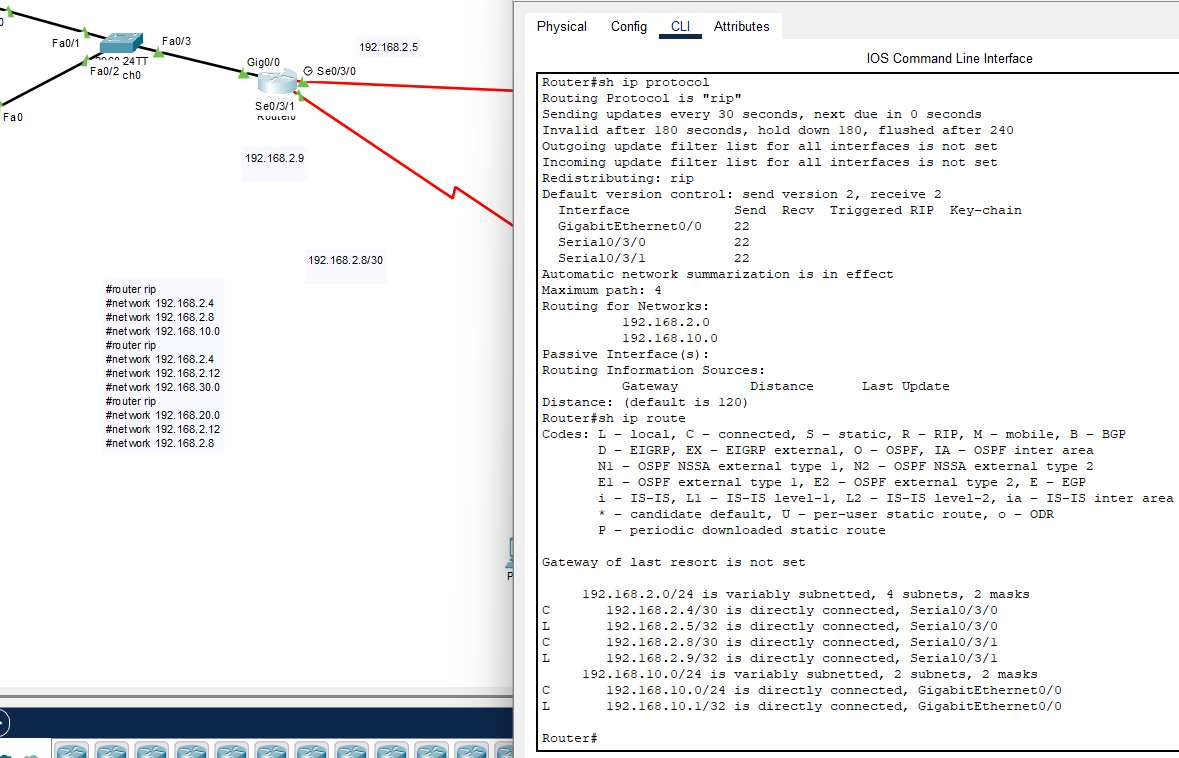 Fa0/1
Fa0/3
24TT
Fa0/2
ch0
Fa0
Gig0/0
Se0/3/0
Se0/3/1
192.168.2.5
192.168.2.9
192.168.2.8/30
#router rip
#network 192.168.2.4
#network 192.168.2.8
#network 192.168.10.0
#router rip
#network 192.168.2.4
#network 192.168.2.12
#network 192.168.30.0
#router rip
#network 192.168.20.0
#network 192.168.2.12
#network 192.168.2.8
Physical Config CLI Attributes
IOS Command Line Interface
Router#sh ip protocol
Routing Protocol is "rip"
Sending updates every 30 seconds, next due in 0 seconds
Invalid after 180 seconds, hold down 180, flushed after 240
Outgoing update filter list for all interfaces is not set
Incoming update filter list for all interfaces is not set
Redistributing: rip
Default version control: send version 2, receive 2
Interface Send Recv Triggered RIP Key-chain
GigabitEthernet0/0 22
Serial0/3/0 22
Serial0/3/1 22
Automatic network summarization is in effect
Maximum path: 4
Routing for Networks:
192.168.2.0
192.168.10.0
Passive Interface(s):
Routing Information Sources:
Gateway Distance Last Update
Distance: (default is 120)
Router#sh ip route
Codes: L - local, C - connected, S - static, R - RIP, M - mobile, B - BGP
D - EIGRP, EX - EIGRP external, O - OSPF, IA - OSPF inter area
N1 - OSPF NSSA external type 1, N2 - OSPF NSSA external type 2
E1 - OSPF external type 1, E2 - OSPF external type 2, E - EGP
i - IS-IS, L1 - IS-IS level-1, L2 - IS-IS level-2, ia - IS-IS inter area
* - candidate default, U - per-user static route, o - ODR
P - periodic downloaded static route
Gateway of last resort is not set
192.168.2.0/24 is variably subnetted, 4 subnets, 2 masks
C 192.168.2.4/30 is directly connected, Serial0/3/0
L 192.168.2.5/32 is directly connected, Serial0/3/0
C 192.168.2.8/30 is directly connected, Serial0/3/1
L 192.168.2.9/32 is directly connected, Serial0/3/1
192.168.10.0/24 is variably subnetted, 2 subnets, 2 masks
C 192.168.10.0/24 is directly connected, GigabitEthernet0/0
L 192.168.10.1/32 is directly connected, GigabitEthernet0/0
Router#